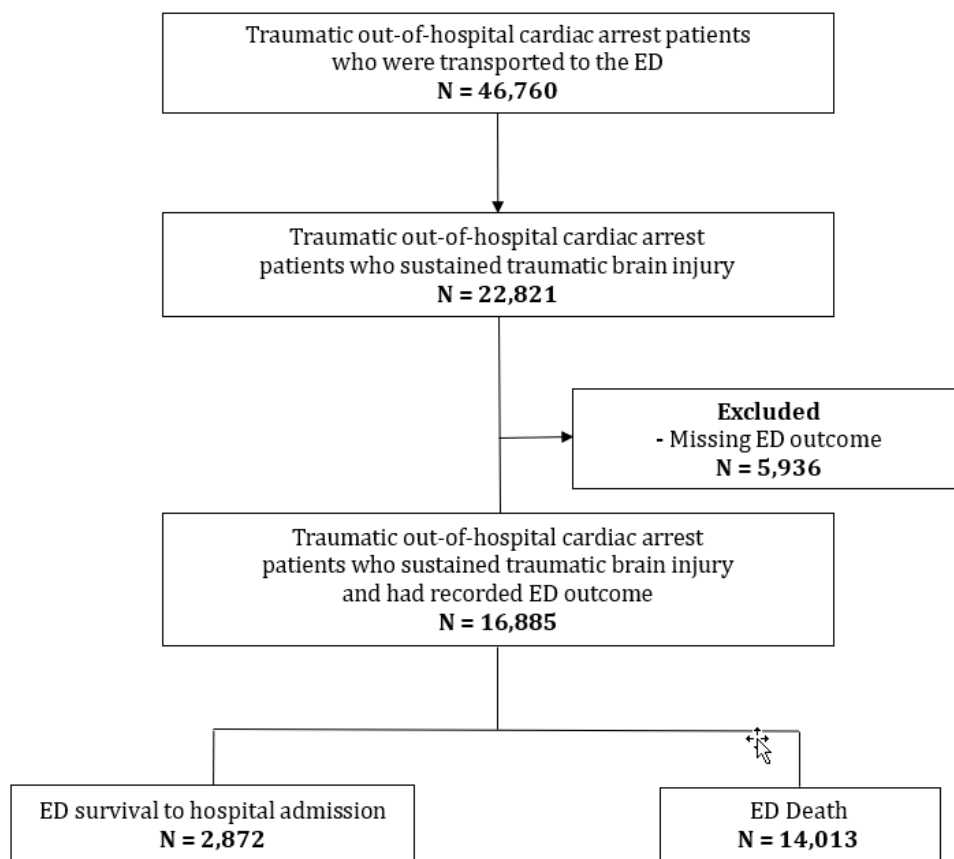 Traumatic out-of-hospital cardiac arrest patients
who were transported to the ED
N = 46,760
Traumatic out-of-hospital cardiac arrest
patients who sustained traumatic brain injury
N = 22,821
Excluded
- Missing ED outcome
N = 5,936
Traumatic out-of-hospital cardiac arrest
patients who sustained traumatic brain injury
and had recorded ED outcome
N = 16,885
ED survival to hospital admission
N = 2,872
ED Death
N = 14,013